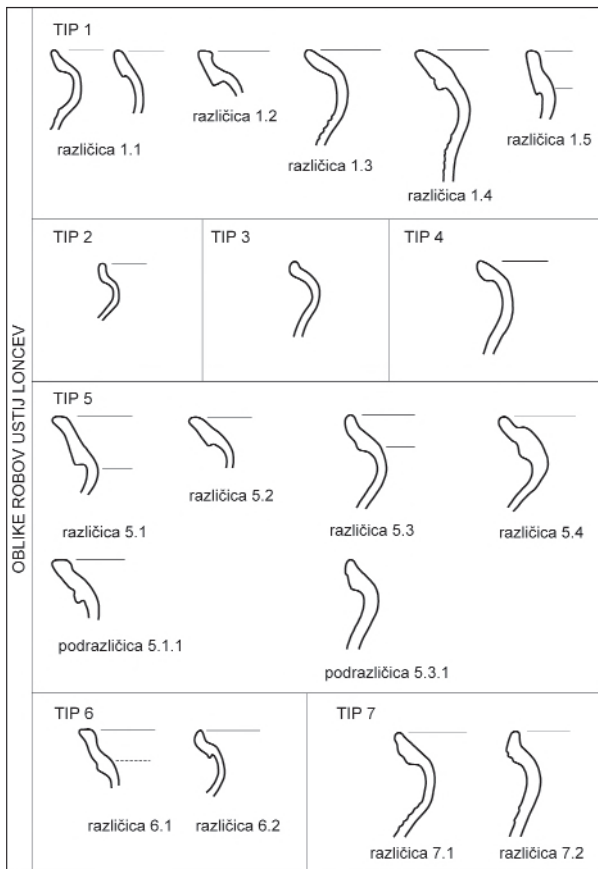 OBLIKE ROBOV USTIJ LONCEV
TIP 1
različica 1.1
različica 1.2
različica 1.3
različica 1.4
različica 1.5
TIP 2
TIP 3
TIP 4
TIP 5
različica 5.1
različica 5.2
različica 5.3
različica 5.4
podrazličica 5.1.1
podrazličica 5.3.1
TIP 6
različica 6.1
različica 6.2
TIP 7
različica 7.1
različica 7.2